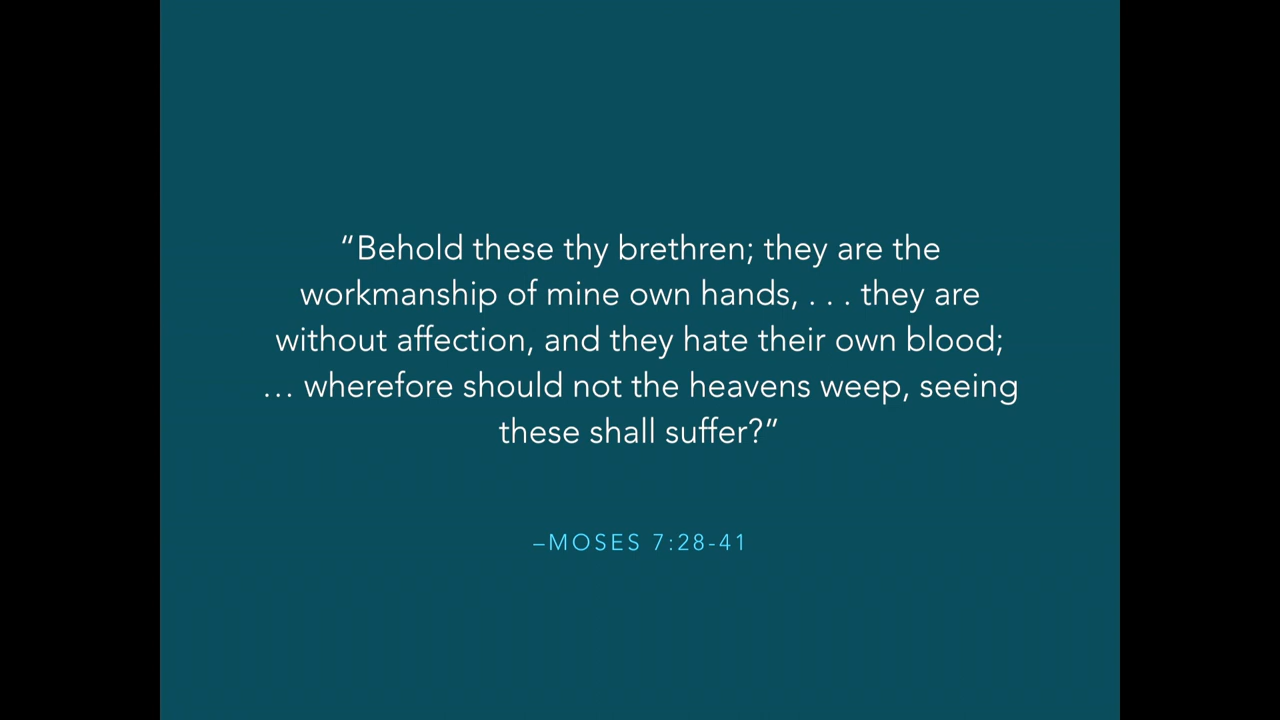 “Behold these thy brethren; they are the
workmanship of mine own hands, . . . they are
without affection, and they hate their own blood;
… wherefore should not the heavens weep, seeing
these shall suffer?”
–MOSES 7:28-41